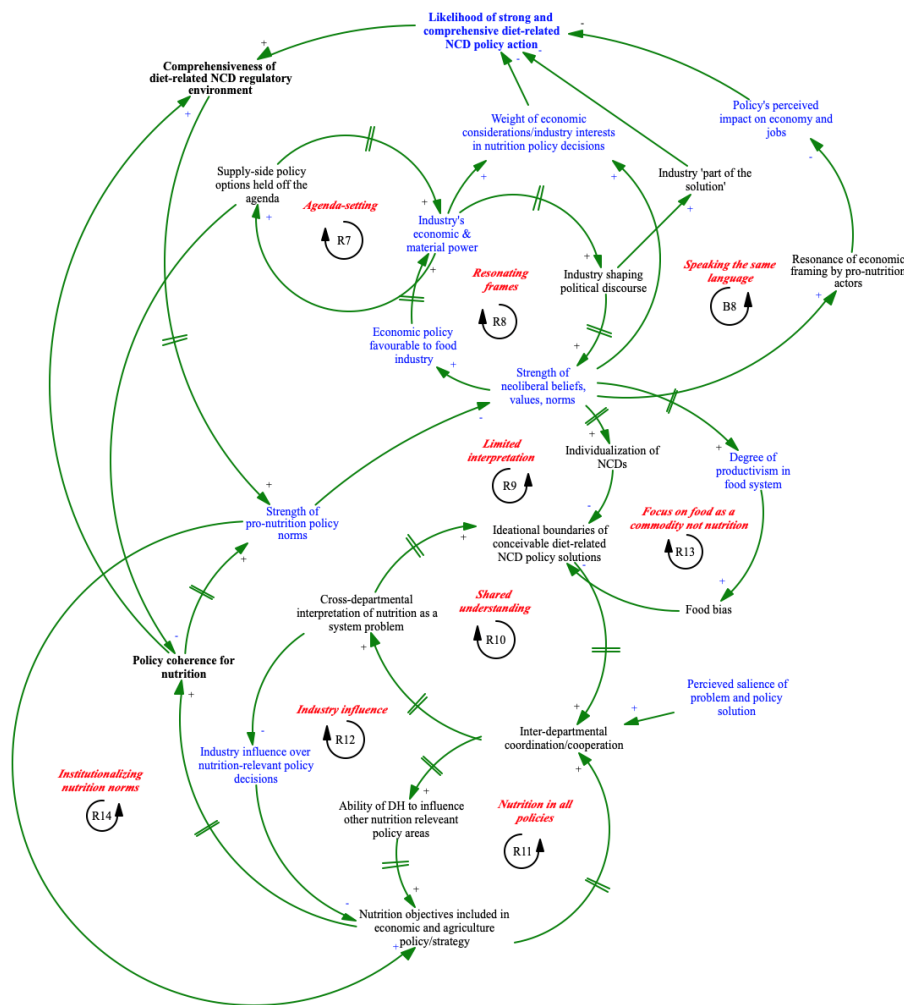 Likelihood of strong and
comprehensive diet-related
NCD policy action
-
-
-
-
+
Comprehensiveness of
diet-related NCD regulatory
environment
+
Policy's perceived
impact on economy and
jobs
-
Weight of economic
considerations/industry interests
in nutrition policy decisions
+
+
Supply-side policy
options held off the
agenda
+
Agenda-setting
R7
+
Industry's
economic &
material power
+
Industry 'part of the
solution'
+
Resonating
frames
R8
+
Industry shaping
political discourse
+
Speaking the same
language
B8
Resonance of economic
framing by pro-nutrition
actors
+
Economic policy
favourable to food
industry
+
Strength of
neoliberal beliefs,
values, norms
-
Limited
interpretation
R9
+
Individualization of
NCDs
-
+
Degree of
productivism in
food system
+
Strength of
pro-nutrition policy
norms
+
+
Ideational boundaries of
conceivable diet-related
NCD policy solutions
-
Focus on food as a
commodity not nutrition
R13
+
Food bias
Cross-departmental
interpretation of nutrition as a
system problem
+
Shared
understanding
R10
-
Policy coherence for
nutrition
+
Percieved salience of
problem and policy
solution
+
+
Inter-departmental
coordination/cooperation
+
Industry influence
R12
-
Industry influence over
nutrition-relevant policy
decisions
Institutionalizing
nutrition norms
R14
+
Ability of DH to influence
other nutrition releveant
policy areas
+
Nutrition in all
policies
R11
-
Nutrition objectives included in
economic and agriculture
policy/strategy
+